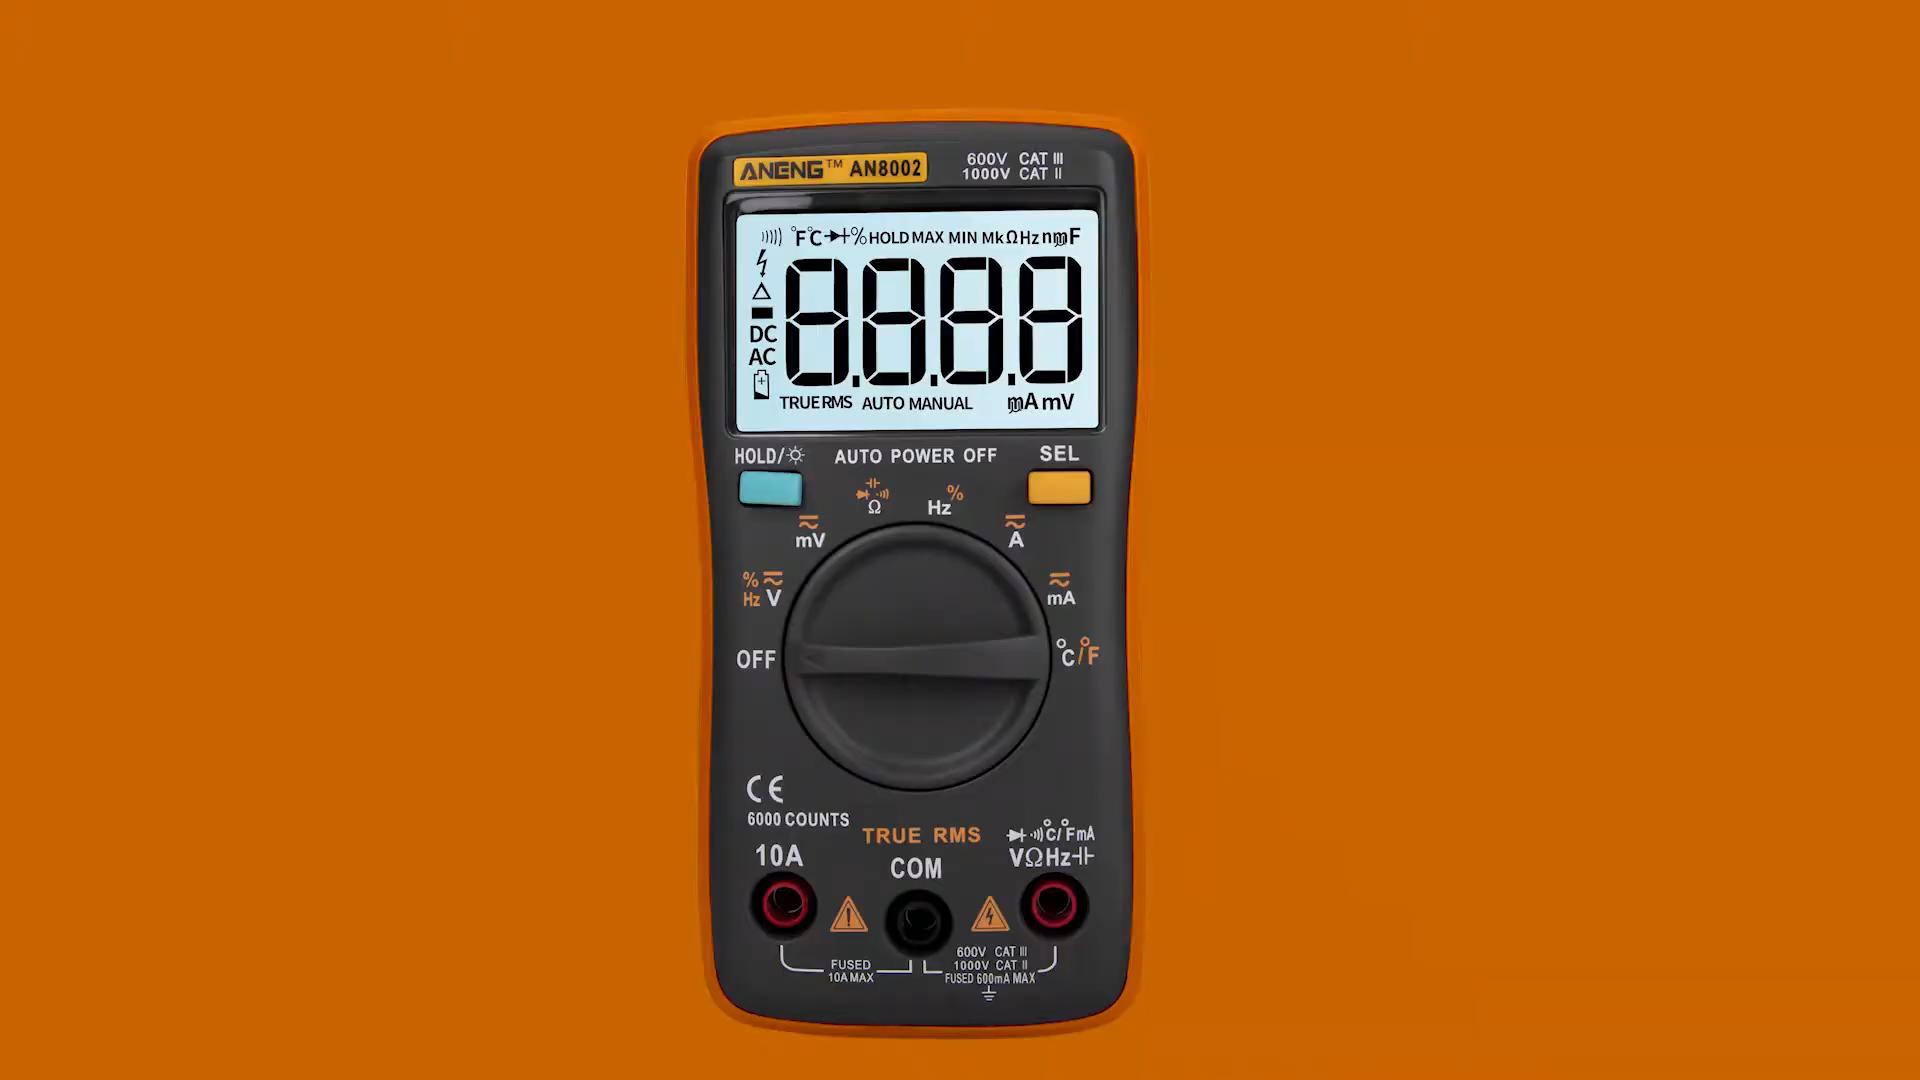 ANENG™ AN8002
600V CAT III
1000V CAT II
°F°C % HOLD MAX MIN MkΩHz nmF
8.8.8.8
DC
AC
TRUE RMS AUTO MANUAL mA mV
HOLD/ AUTO POWER OFF SEL
Ω
Hz %
mV
A
% Hz V
mA
OFF
°C/°F
CE
6000 COUNTS
TRUE RMS
°C/°F mA
10A
COM
VΩHz
FUSED
10A MAX
600V CAT III
1000V CAT II
FUSED 600mA MAX